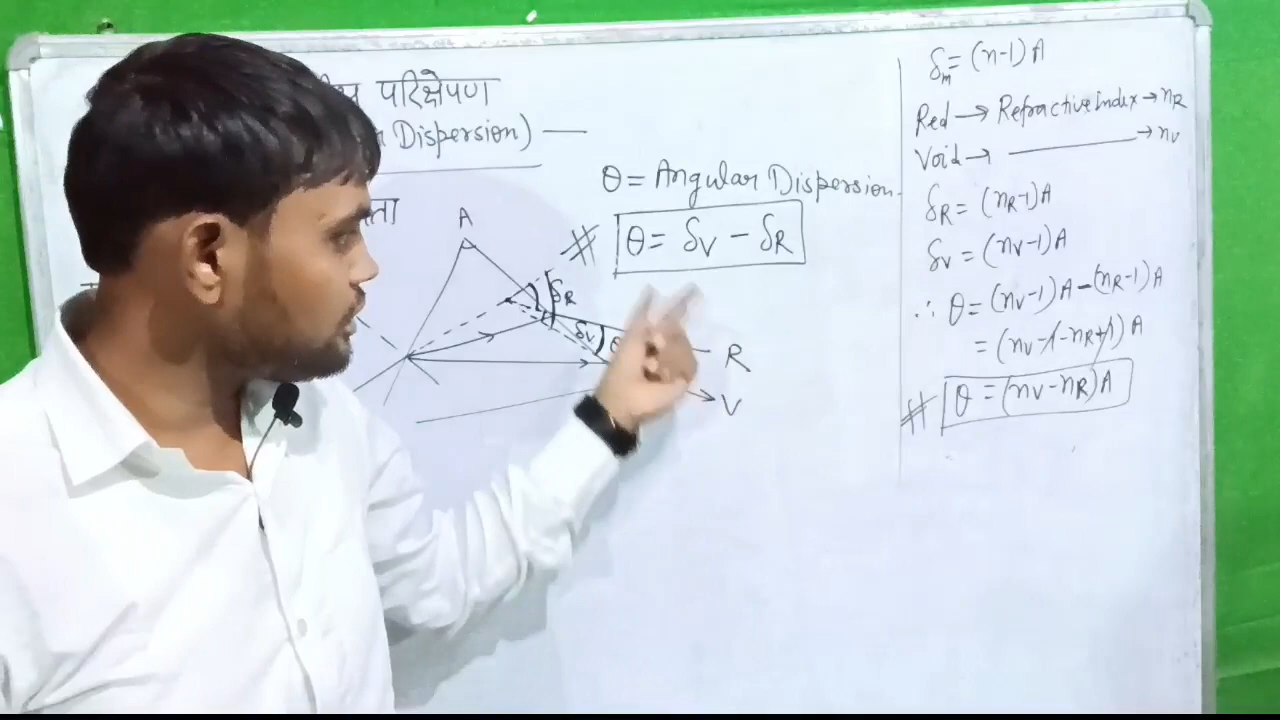 परिक्षेपण
Dispersion) —
θ = Angular Dispersion
# θ = δV - δR
A
δR
δV
θ
R
V
δm = (n-1)A
Red → Refractive Index → nR
Void → ———— → nV
δR = (nR-1)A
δV = (nV-1)A
∴ θ = (nV-1)A - (nR-1)A
= (nV-1-nR+1)A
# θ = (nV-nR)A